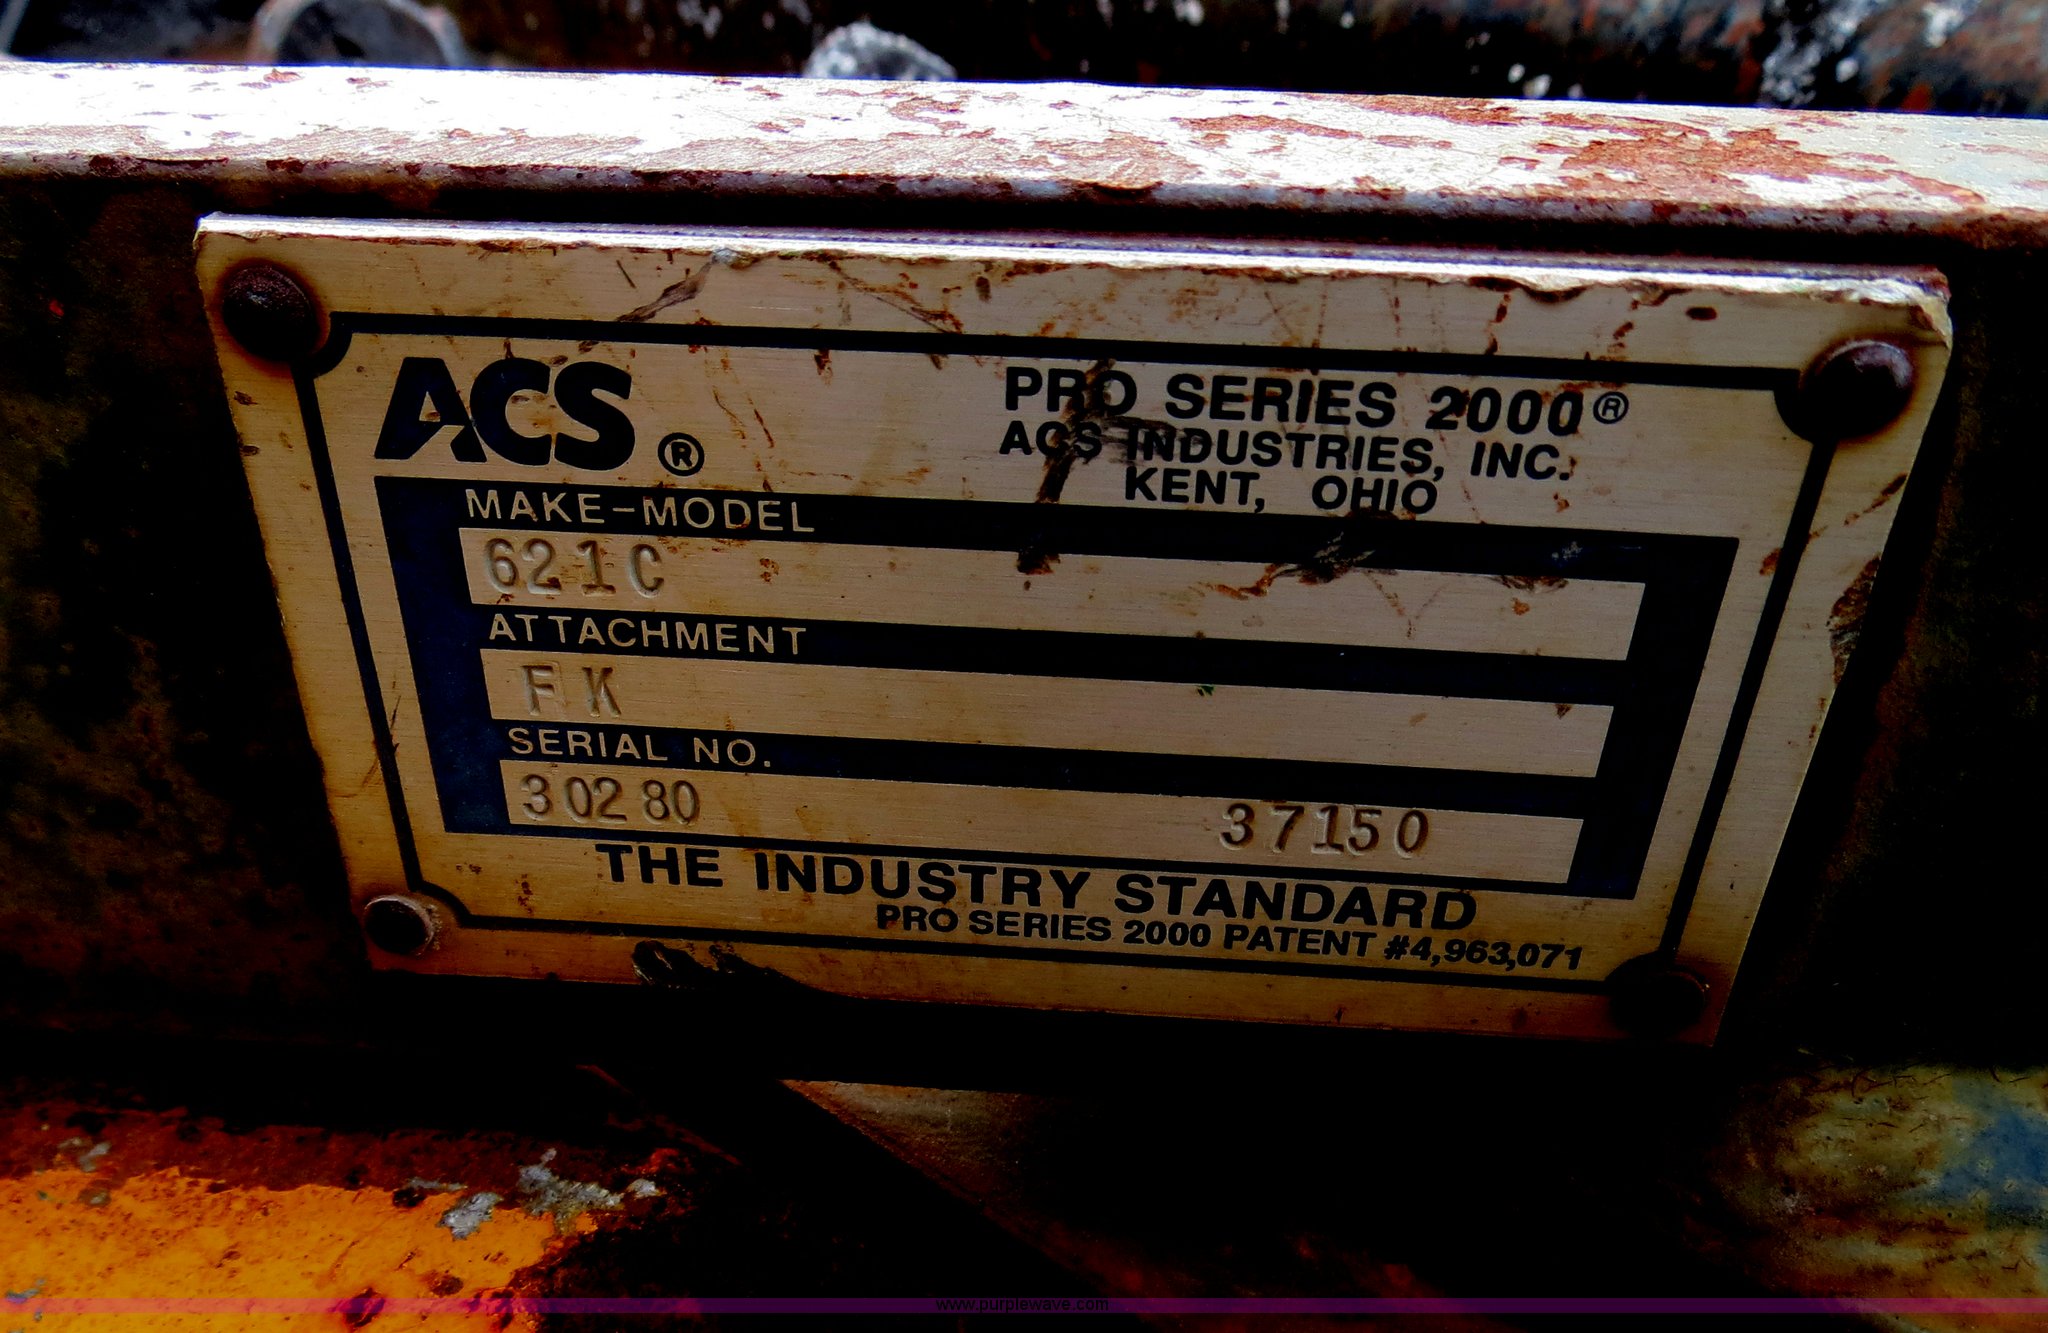 ACS® PRO SERIES 2000®
ACS INDUSTRIES, INC.
KENT, OHIO
MAKE-MODEL
621C
ATTACHMENT
FK
SERIAL NO.
30280 37150
THE INDUSTRY STANDARD
PRO SERIES 2000 PATENT #4,963,071
www.purplewave.com